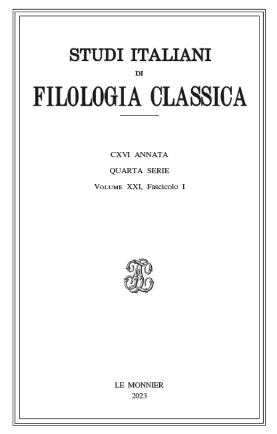 STUDI ITALIANI
DI
FILOLOGIA CLASSICA
CXVI ANNATA
QUARTA SERIE
VOLUME XXI, Fascicolo I
LE MONNIER
2023